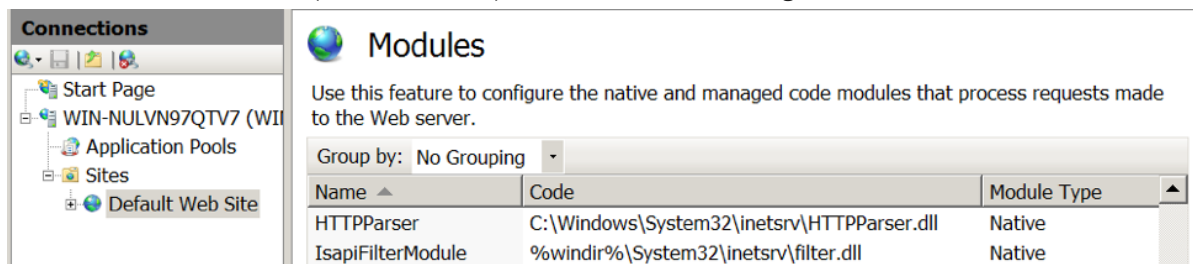 Connections
Start Page
WIN-NULVN97QTV7 (WII
Application Pools
Sites
Default Web Site
Modules
Use this feature to configure the native and managed code modules that process requests made
to the Web server.
Group by: No Grouping
Name Code Module Type
HTTPParser C:\Windows\System32\inetsrv\HTTPParser.dll Native
IsapiFilterModule %windir%\System32\inetsrv\filter.dll Native